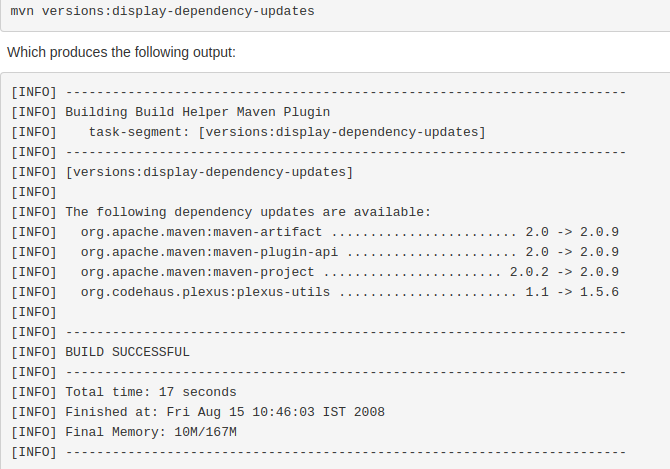 mvn versions:display-dependency-updates
Which produces the following output:
[INFO] ------------------------------------------------------------------------
[INFO] Building Build Helper Maven Plugin
[INFO]    task-segment: [versions:display-dependency-updates]
[INFO] ------------------------------------------------------------------------
[INFO] [versions:display-dependency-updates]
[INFO]
[INFO] The following dependency updates are available:
[INFO]   org.apache.maven:maven-artifact ........................ 2.0 -> 2.0.9
[INFO]   org.apache.maven:maven-plugin-api ...................... 2.0 -> 2.0.9
[INFO]   org.apache.maven:maven-project ....................... 2.0.2 -> 2.0.9
[INFO]   org.codehaus.plexus:plexus-utils ....................... 1.1 -> 1.5.6
[INFO]
[INFO] ------------------------------------------------------------------------
[INFO] BUILD SUCCESSFUL
[INFO] ------------------------------------------------------------------------
[INFO] Total time: 17 seconds
[INFO] Finished at: Fri Aug 15 10:46:03 IST 2008
[INFO] Final Memory: 10M/167M
[INFO] ------------------------------------------------------------------------